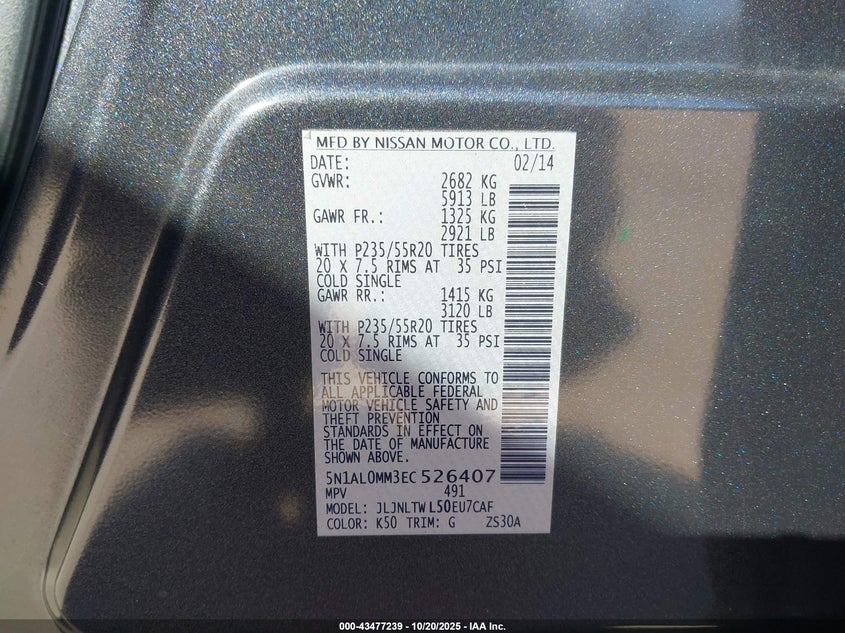 MFD BY NISSAN MOTOR CO., LTD.
DATE: 02/14
GVWR: 2682 KG
5913 LB
GAWR FR.: 1325 KG
2921 LB
WITH P235/55R20 TIRES
20 X 7.5 RIMS AT 35 PSI
COLD SINGLE
GAWR RR.: 1415 KG
3120 LB
WITH P235/55R20 TIRES
20 X 7.5 RIMS AT 35 PSI
COLD SINGLE
THIS VEHICLE CONFORMS TO
ALL APPLICABLE FEDERAL
MOTOR VEHICLE SAFETY AND
THEFT PREVENTION
STANDARDS IN EFFECT ON
THE DATE OF MANUFACTURE
SHOWN ABOVE.
5N1AL0MM3EC526407
MPV 491
MODEL: JLJNLTWL50EU7CAF
COLOR: K50 TRIM: G ZS30A
000-43477239 - 10/20/2025 - IAA Inc.